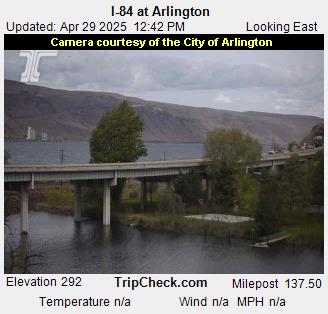 I-84 at Arlington
Updated: Apr 29 2025 12:42 PM Looking East
Camera courtesy of the City of Arlington
Elevation 292 TripCheck.com Milepost 137.50
Temperature n/a Wind n/a MPH n/a